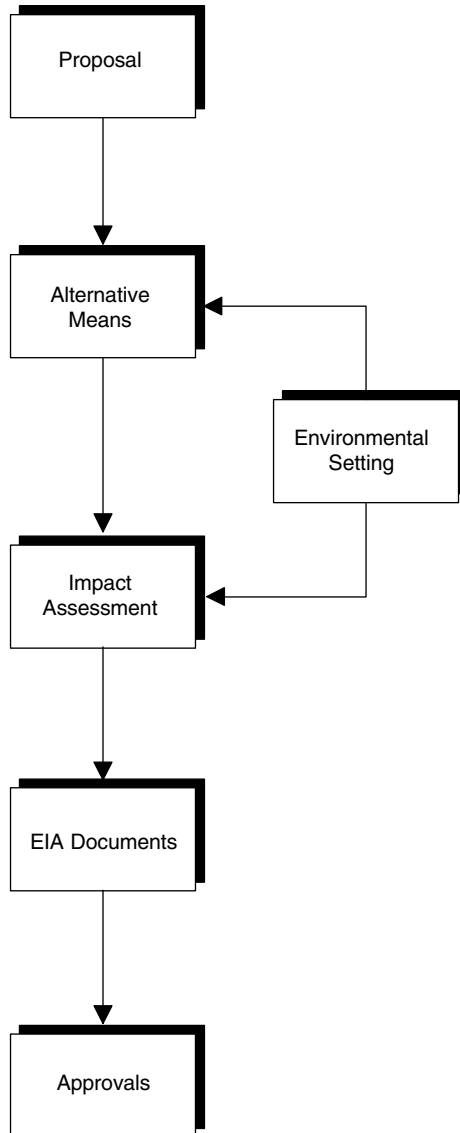 Proposal
Alternative
Means
Environmental
Setting
Impact
Assessment
EIA Documents
Approvals